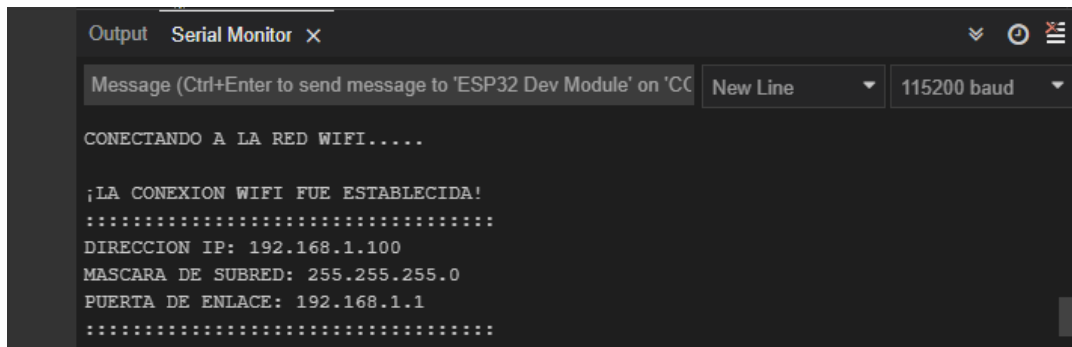 Output Serial Monitor ×
Message (Ctrl+Enter to send message to 'ESP32 Dev Module' on 'CC New Line 115200 baud
CONECTANDO A LA RED WIFI.....
¡LA CONEXION WIFI FUE ESTABLECIDA!
:::::::::::::::::::::::::::::::::::
DIRECCION IP: 192.168.1.100
MASCARA DE SUBRED: 255.255.255.0
PUERTA DE ENLACE: 192.168.1.1
:::::::::::::::::::::::::::::::::::